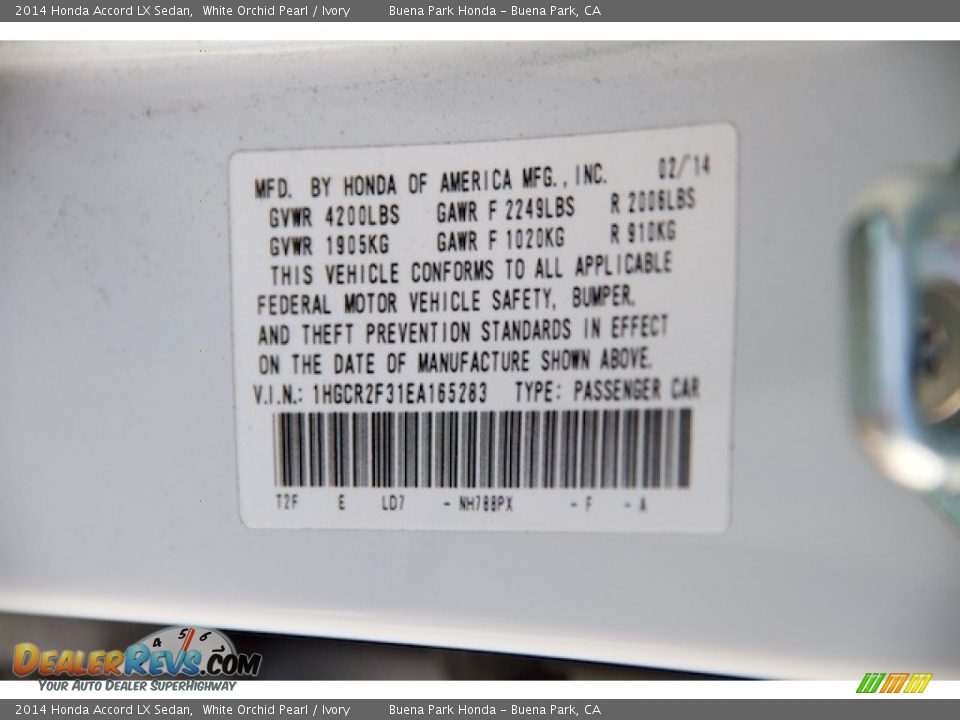 2014 Honda Accord LX Sedan,  White Orchid Pearl / Ivory     Buena Park Honda - Buena Park, CA
MFD. BY HONDA OF AMERICA MFG., INC.     02/14
GVWR 4200LBS   GAWR F 2249LBS   R 2006LBS
GVWR 1905KG   GAWR F 1020KG   R 910KG
THIS VEHICLE CONFORMS TO ALL APPLICABLE
FEDERAL MOTOR VEHICLE SAFETY, BUMPER,
AND THEFT PREVENTION STANDARDS IN EFFECT
ON THE DATE OF MANUFACTURE SHOWN ABOVE.
V.I.N.: 1HGCR2F31EA165283   TYPE: PASSENGER CAR
T2F   E   LD7   - NH788PX   - F   - A
4 5 6
DEALERREVS.COM
YOUR AUTO DEALER SUPERHIGHWAY
2014 Honda Accord LX Sedan,  White Orchid Pearl / Ivory     Buena Park Honda - Buena Park, CA